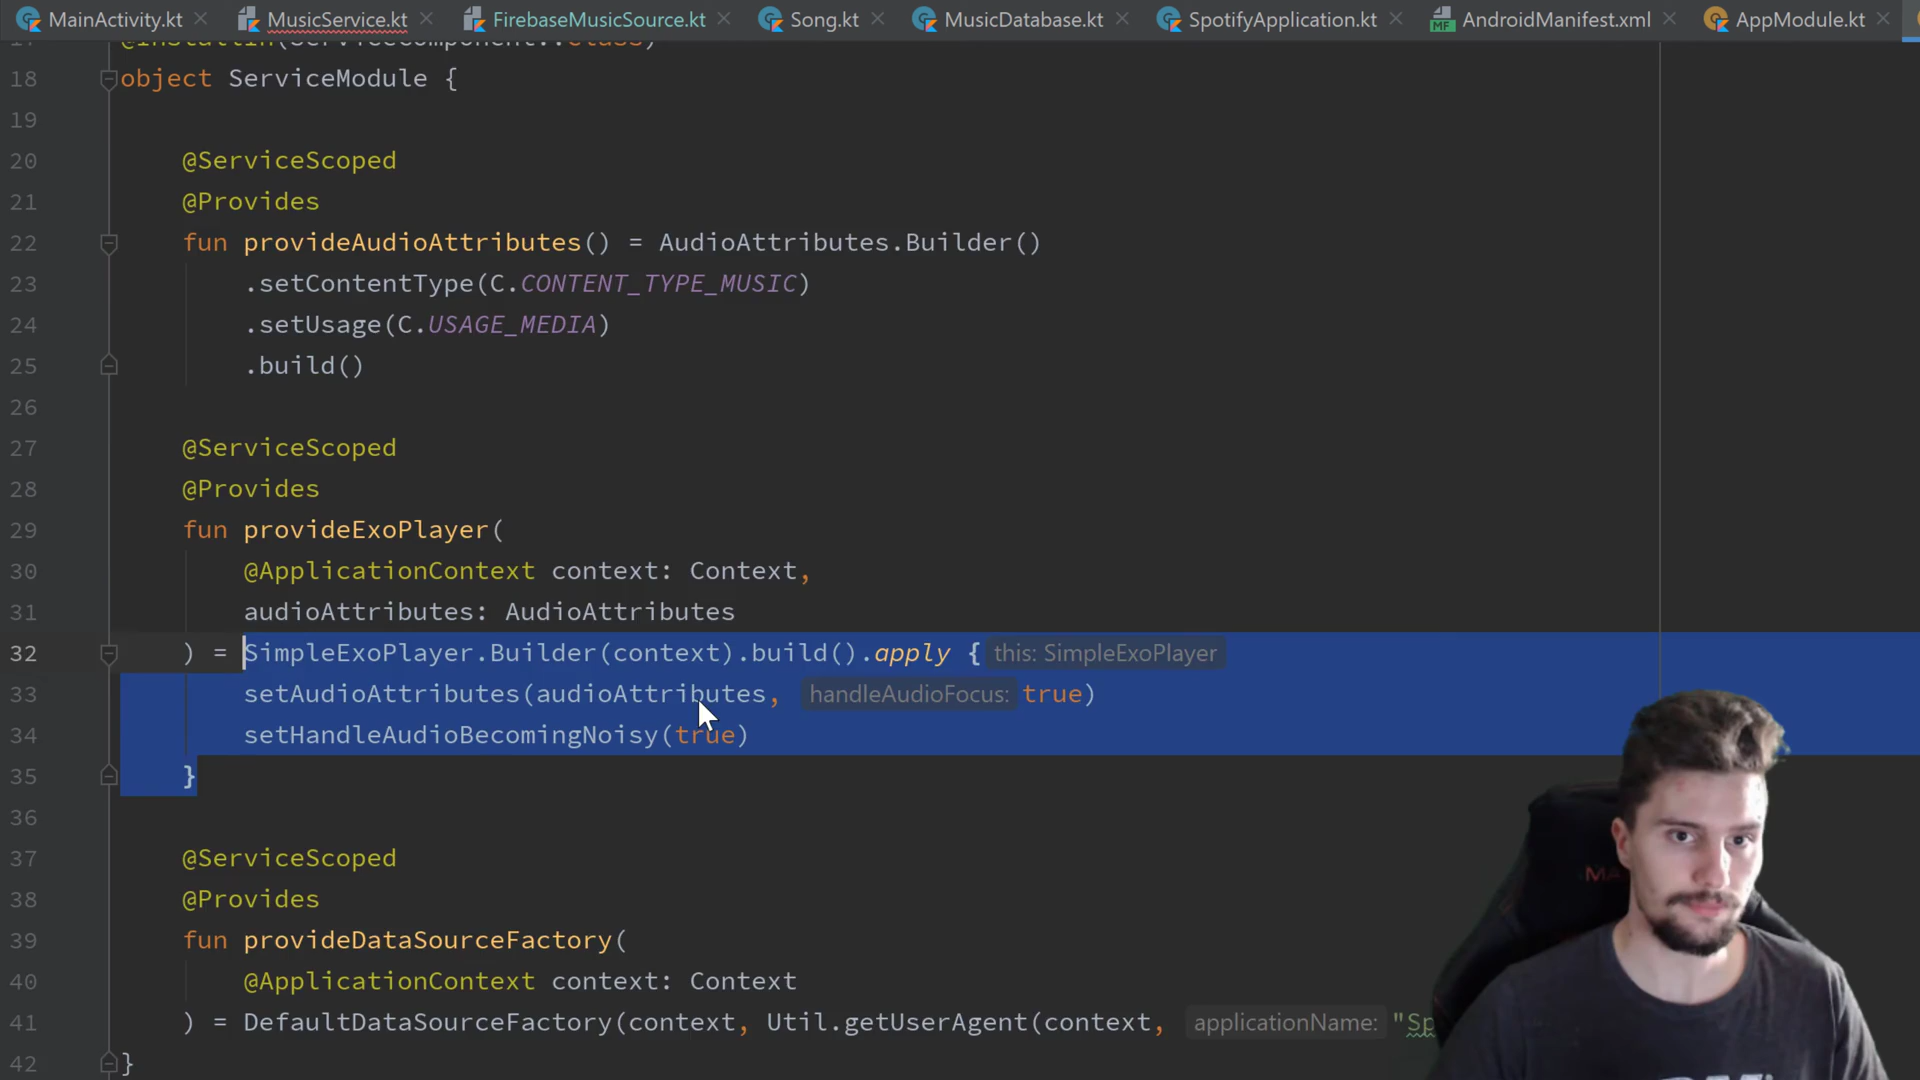 MainActivity.kt MusicService.kt FirebaseMusicSource.kt Song.kt MusicDatabase.kt SpotifyApplication.kt AndroidManifest.xml AppModule.kt
@InstallIn(ServiceComponent::class)
18 object ServiceModule {
19
20 @ServiceScoped
21 @Provides
22 fun provideAudioAttributes() = AudioAttributes.Builder()
23 .setContentType(C.CONTENT_TYPE_MUSIC)
24 .setUsage(C.USAGE_MEDIA)
25 .build()
26
27 @ServiceScoped
28 @Provides
29 fun provideExoPlayer(
30 @ApplicationContext context: Context,
31 audioAttributes: AudioAttributes
32 ) = SimpleExoPlayer.Builder(context).build().apply { this: SimpleExoPlayer
33 setAudioAttributes(audioAttributes, handleAudioFocus: true)
34 setHandleAudioBecomingNoisy(true)
35 }
36
37 @ServiceScoped
38 @Provides
39 fun provideDataSourceFactory(
40 @ApplicationContext context: Context
41 ) = DefaultDataSourceFactory(context, Util.getUserAgent(context, applicationName: "Sp
42 }